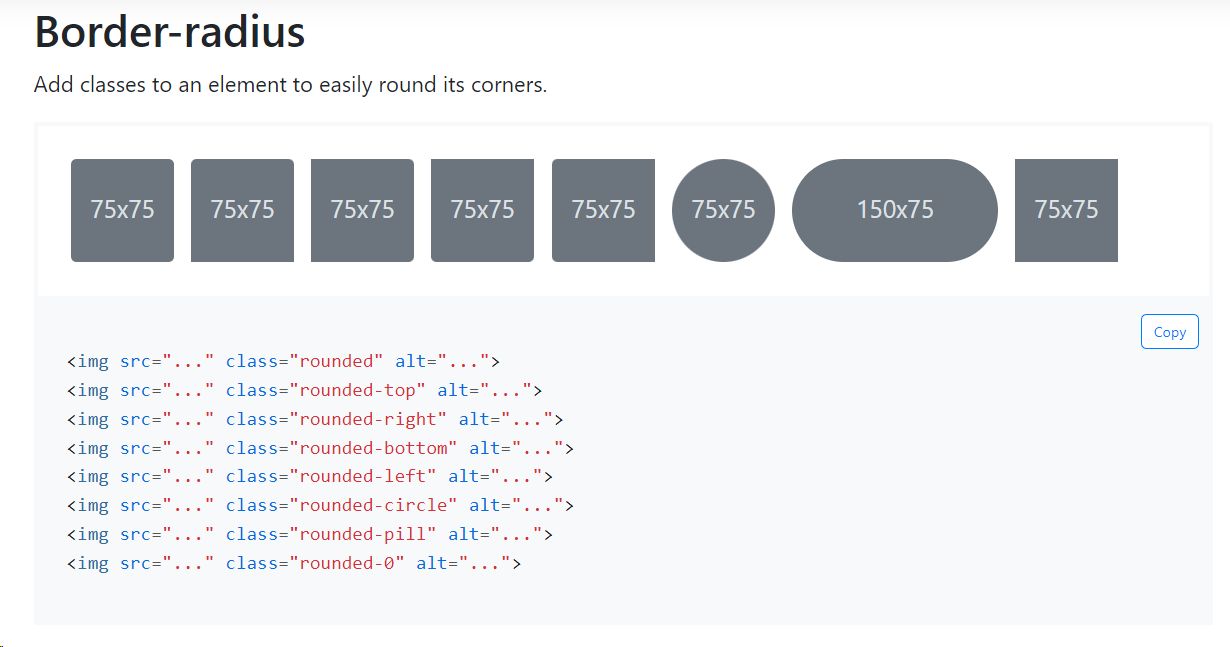 Border-radius
Add classes to an element to easily round its corners.
75x75 75x75 75x75 75x75 75x75 75x75 150x75 75x75
Copy
<img src="..." class="rounded" alt="...">
<img src="..." class="rounded-top" alt="...">
<img src="..." class="rounded-right" alt="...">
<img src="..." class="rounded-bottom" alt="...">
<img src="..." class="rounded-left" alt="...">
<img src="..." class="rounded-circle" alt="...">
<img src="..." class="rounded-pill" alt="...">
<img src="..." class="rounded-0" alt="...">